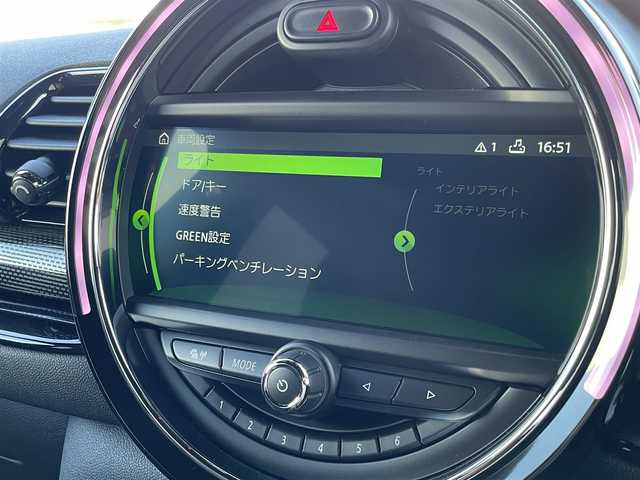 車両設定
1 16:51
ライト
ドア/キー
速度警告
GREEN設定
パーキングベンチレーション
ライト
インテリアライト
エクステリアライト
MODE
1 2 3 4 5 6